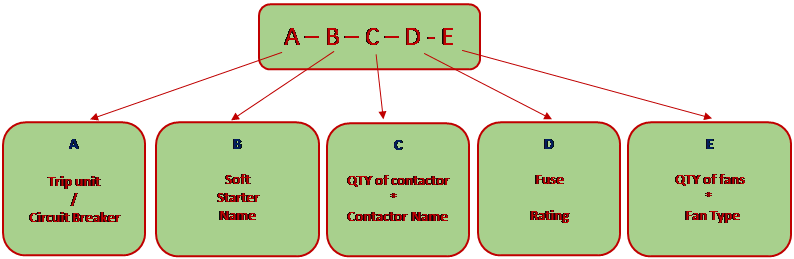 A – B – C – D - E
A
Trip unit
/
Circuit Breaker
B
Soft
Starter
Name
C
QTY of contactor
*
Contactor Name
D
Fuse
Rating
E
QTY of fans
*
Fan Type